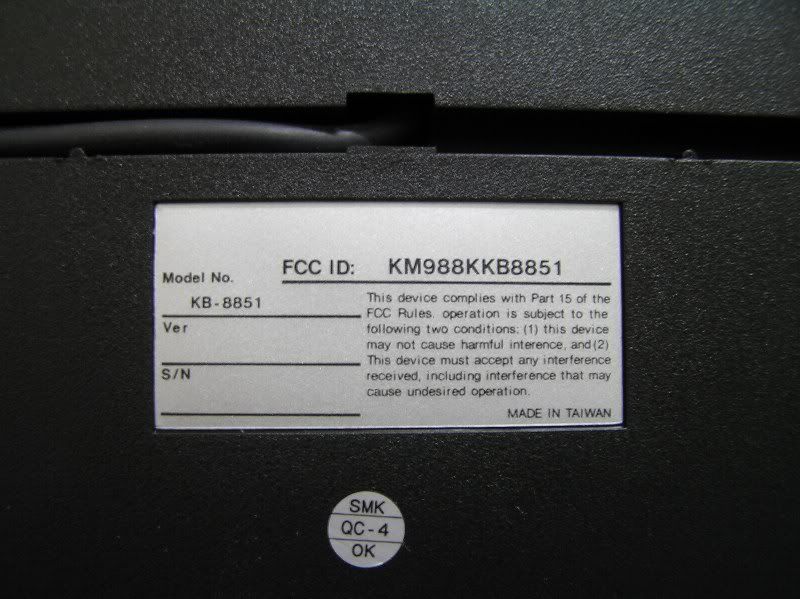 FCC ID: KM988KKB8851
Model No.
KB-8851
Ver
S/N
This device complies with Part 15 of the
FCC Rules. operation is subject to the
following two conditions: (1) this device
may not cause harmful interence, and (2)
This device must accept any interference
received, including interference that may
cause undesired operation.
MADE IN TAIWAN
SMK
QC-4
OK